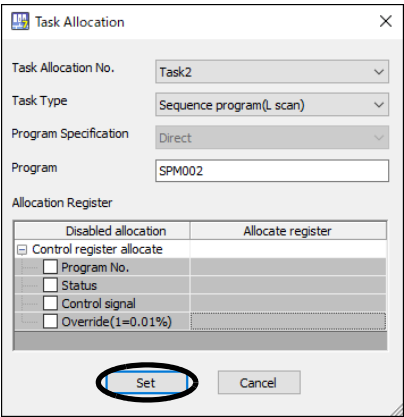 Task Allocation
Task Allocation No. Task2
Task Type Sequence program(L scan)
Program Specification Direct
Program SPM002
Allocation Register
Disabled allocation Allocate register
Control register allocate
Program No.
Status
Control signal
Override(1=0.01%)
Set Cancel